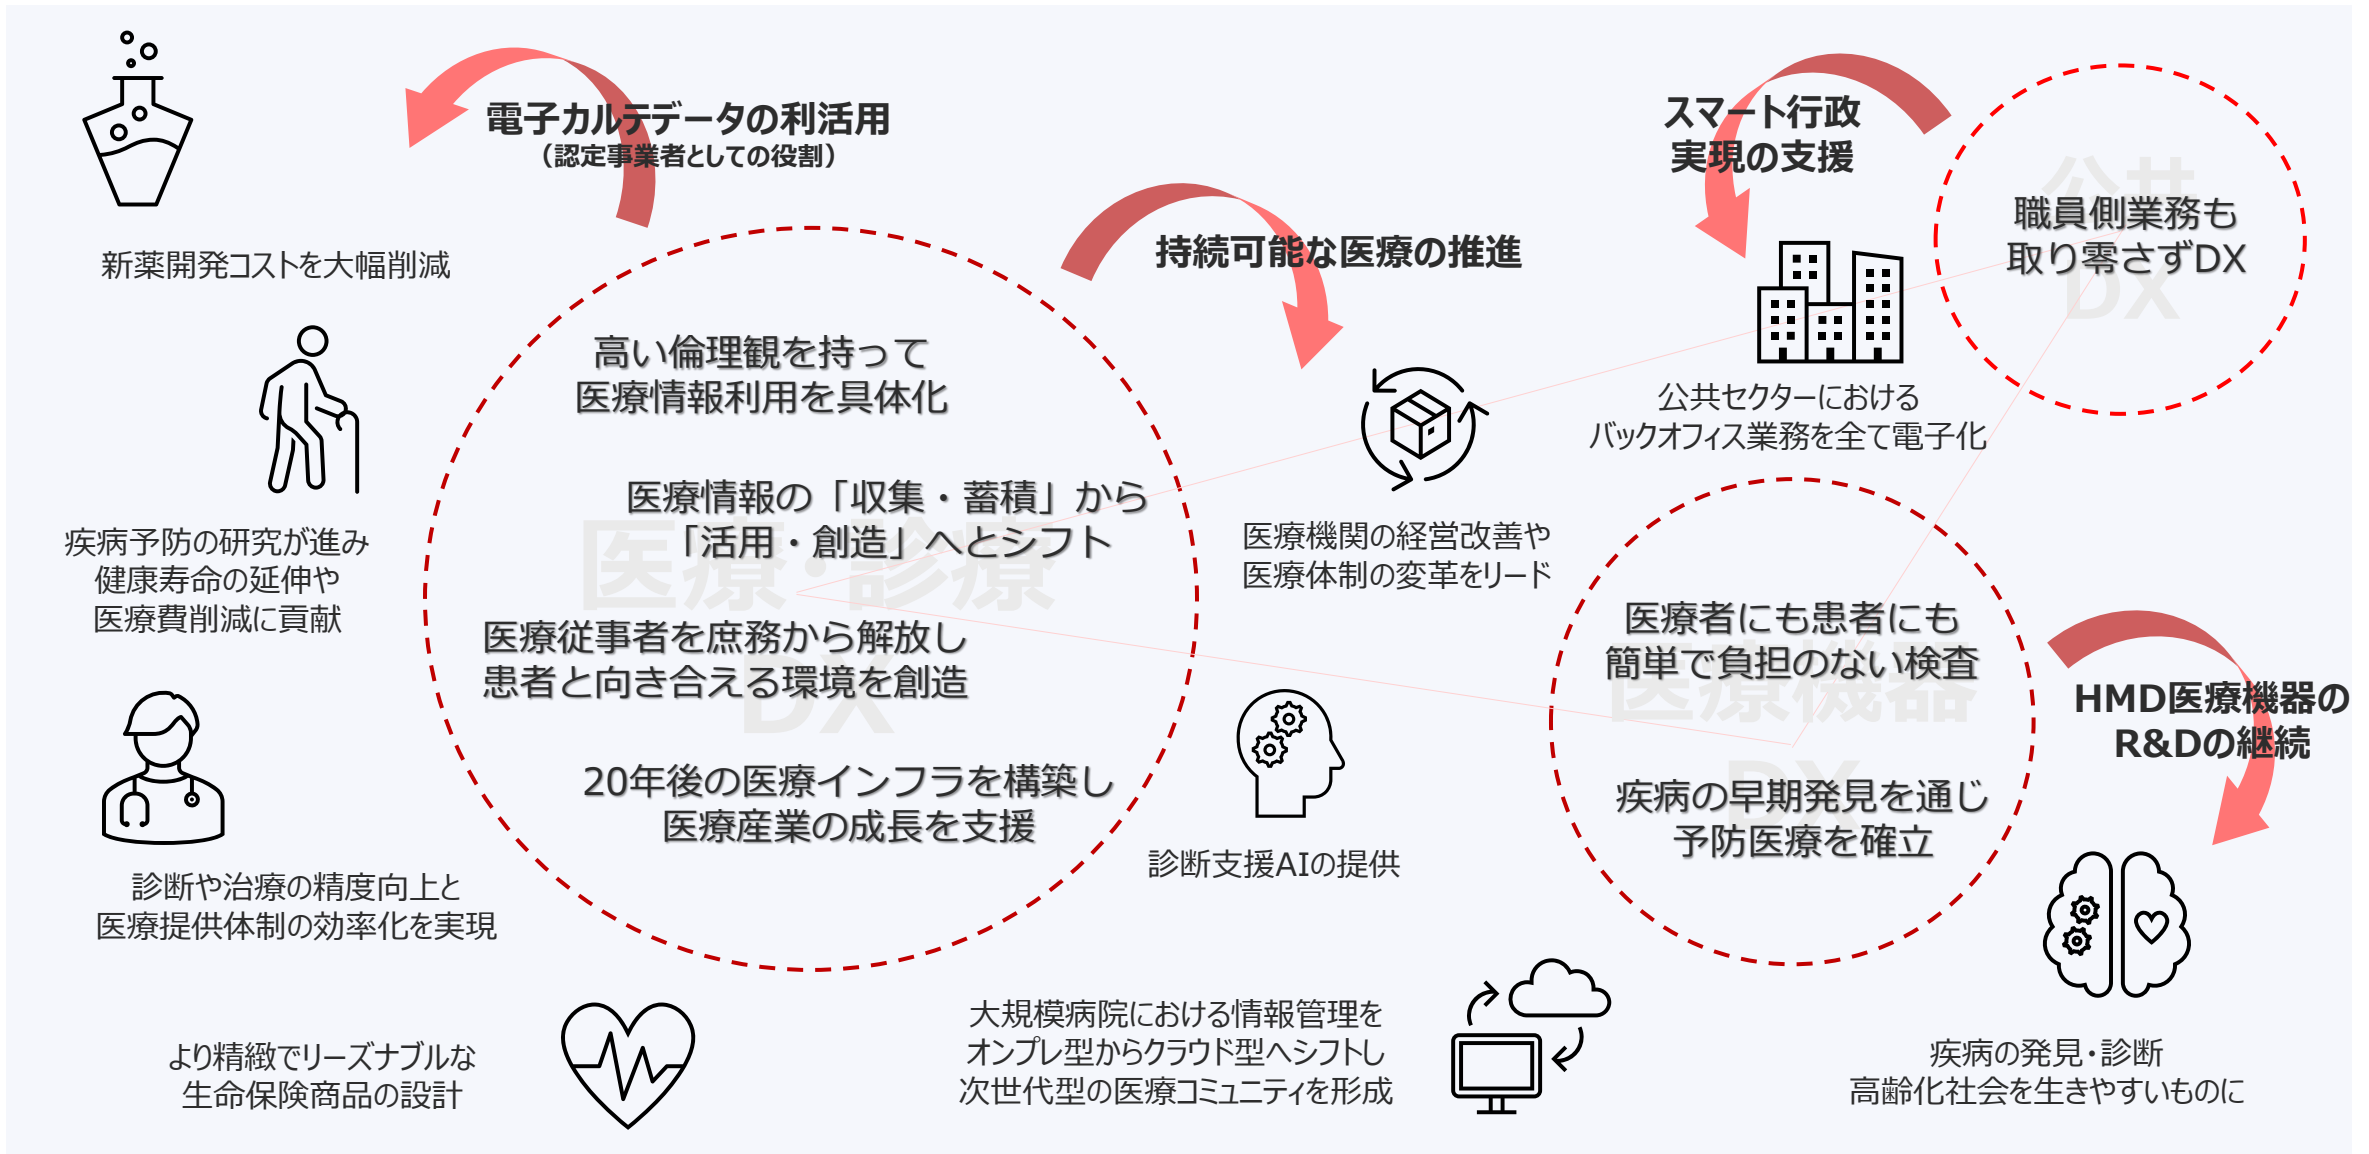 電子カルテデータの利活用
（認定事業者としての役割）
新薬開発コストを大幅削減
疾病予防の研究が進み
健康寿命の延伸や
医療費削減に貢献
診断や治療の精度向上と
医療提供体制の効率化を実現
より精緻でリーズナブルな
生命保険商品の設計
医療・診療
DX
高い倫理観を持って
医療情報利用を具体化
医療情報の「収集・蓄積」から
「活用・創造」へとシフト
医療従事者を庶務から解放し
患者と向き合える環境を創造
20年後の医療インフラを構築し
医療産業の成長を支援
持続可能な医療の推進
医療機関の経営改善や
医療体制の変革をリード
診断支援AIの提供
大規模病院における情報管理を
オンプレ型からクラウド型へシフトし
次世代型の医療コミュニティを形成
スマート行政
実現の支援
公共セクターにおける
バックオフィス業務を全て電子化
公共
DX
職員側業務も
取り零さずDX
医療機器
DX
医療者にも患者にも
簡単で負担のない検査
疾病の早期発見を通じ
予防医療を確立
HMD医療機器の
R&Dの継続
疾病の発見・診断
高齢化社会を生きやすいものに